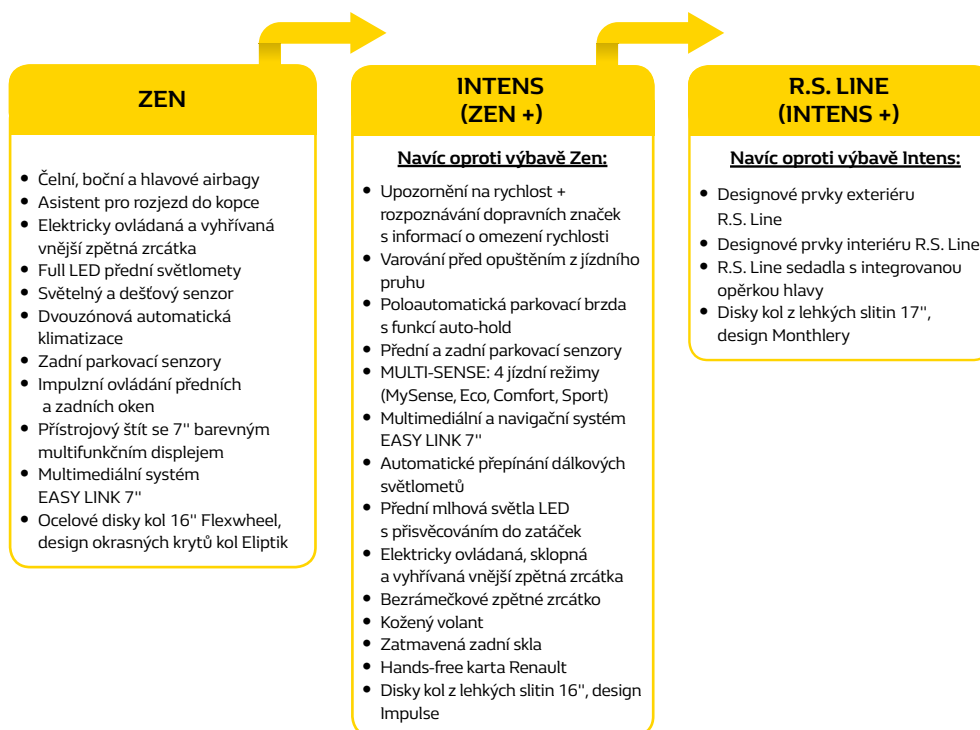 ZEN
• Čelní, boční a hlavové airbagy
• Asistent pro rozjezd do kopce
• Elektricky ovládaná a vyhřívaná
vnější zpětná zrcátka
• Full LED přední světlomety
• Světelný a dešťový senzor
• Dvouzónová automatická
klimatizace
• Zadní parkovací senzory
• Impulzní ovládání předních
a zadních oken
• Přístrojový štít se 7" barevným
multifunkčním displejem
• Multimediální systém
EASY LINK 7"
• Ocelové disky kol 16" Flexwheel,
design okrasných krytů kol Eliptik
INTENS
(ZEN +)
Navíc oproti výbavě Zen:
• Upozornění na rychlost +
rozpoznávání dopravních značek
s informací o omezení rychlosti
• Varování před opuštěním z jízdního
pruhu
• Poloautomatická parkovací brzda
s funkcí auto-hold
• Přední a zadní parkovací senzory
• MULTI-SENSE: 4 jízdní režimy
(MySense, Eco, Comfort, Sport)
• Multimediální a navigační systém
EASY LINK 7"
• Automatické přepínání dálkových
světlometů
• Přední mlhová světla LED
s přisvěcováním do zatáček
• Elektricky ovládaná, sklopná
a vyhřívaná vnější zpětná zrcátka
• Bezrámečkové zpětné zrcátko
• Kožený volant
• Zatmavená zadní skla
• Hands-free karta Renault
• Disky kol z lehkých slitin 16", design
Impulse
R.S. LINE
(INTENS +)
Navíc oproti výbavě Intens:
• Designové prvky exteriéru
R.S. Line
• Designové prvky interiéru R.S. Line
• R.S. Line sedadla s integrovanou
opěrkou hlavy
• Disky kol z lehkých slitin 17",
design Monthlery